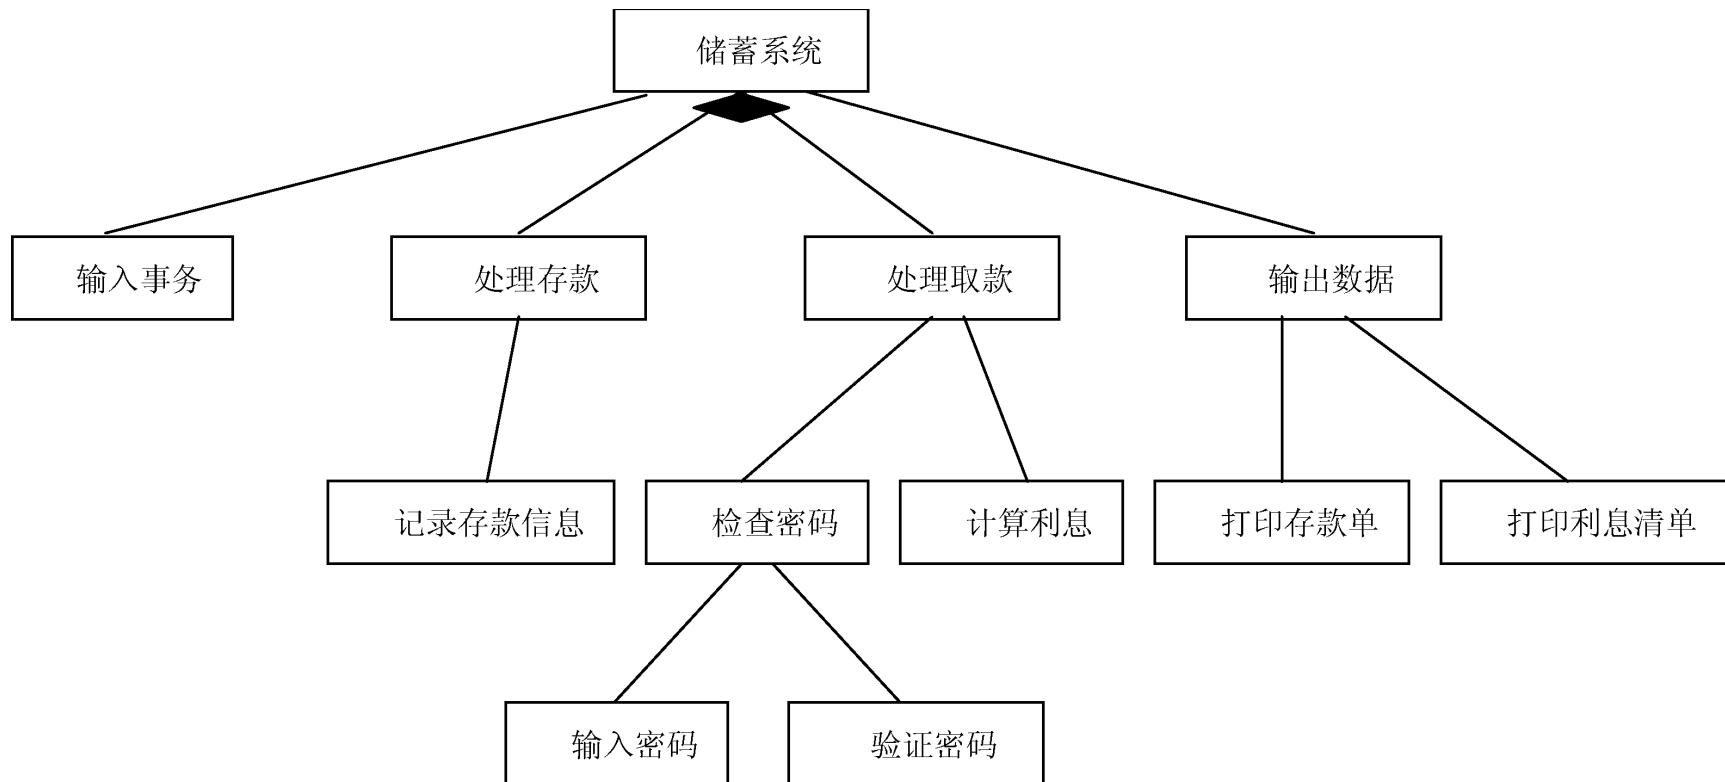 储蓄系统
输入事务
处理存款
处理取款
输出数据
记录存款信息
检查密码
计算利息
打印存款单
打印利息清单
输入密码
验证密码